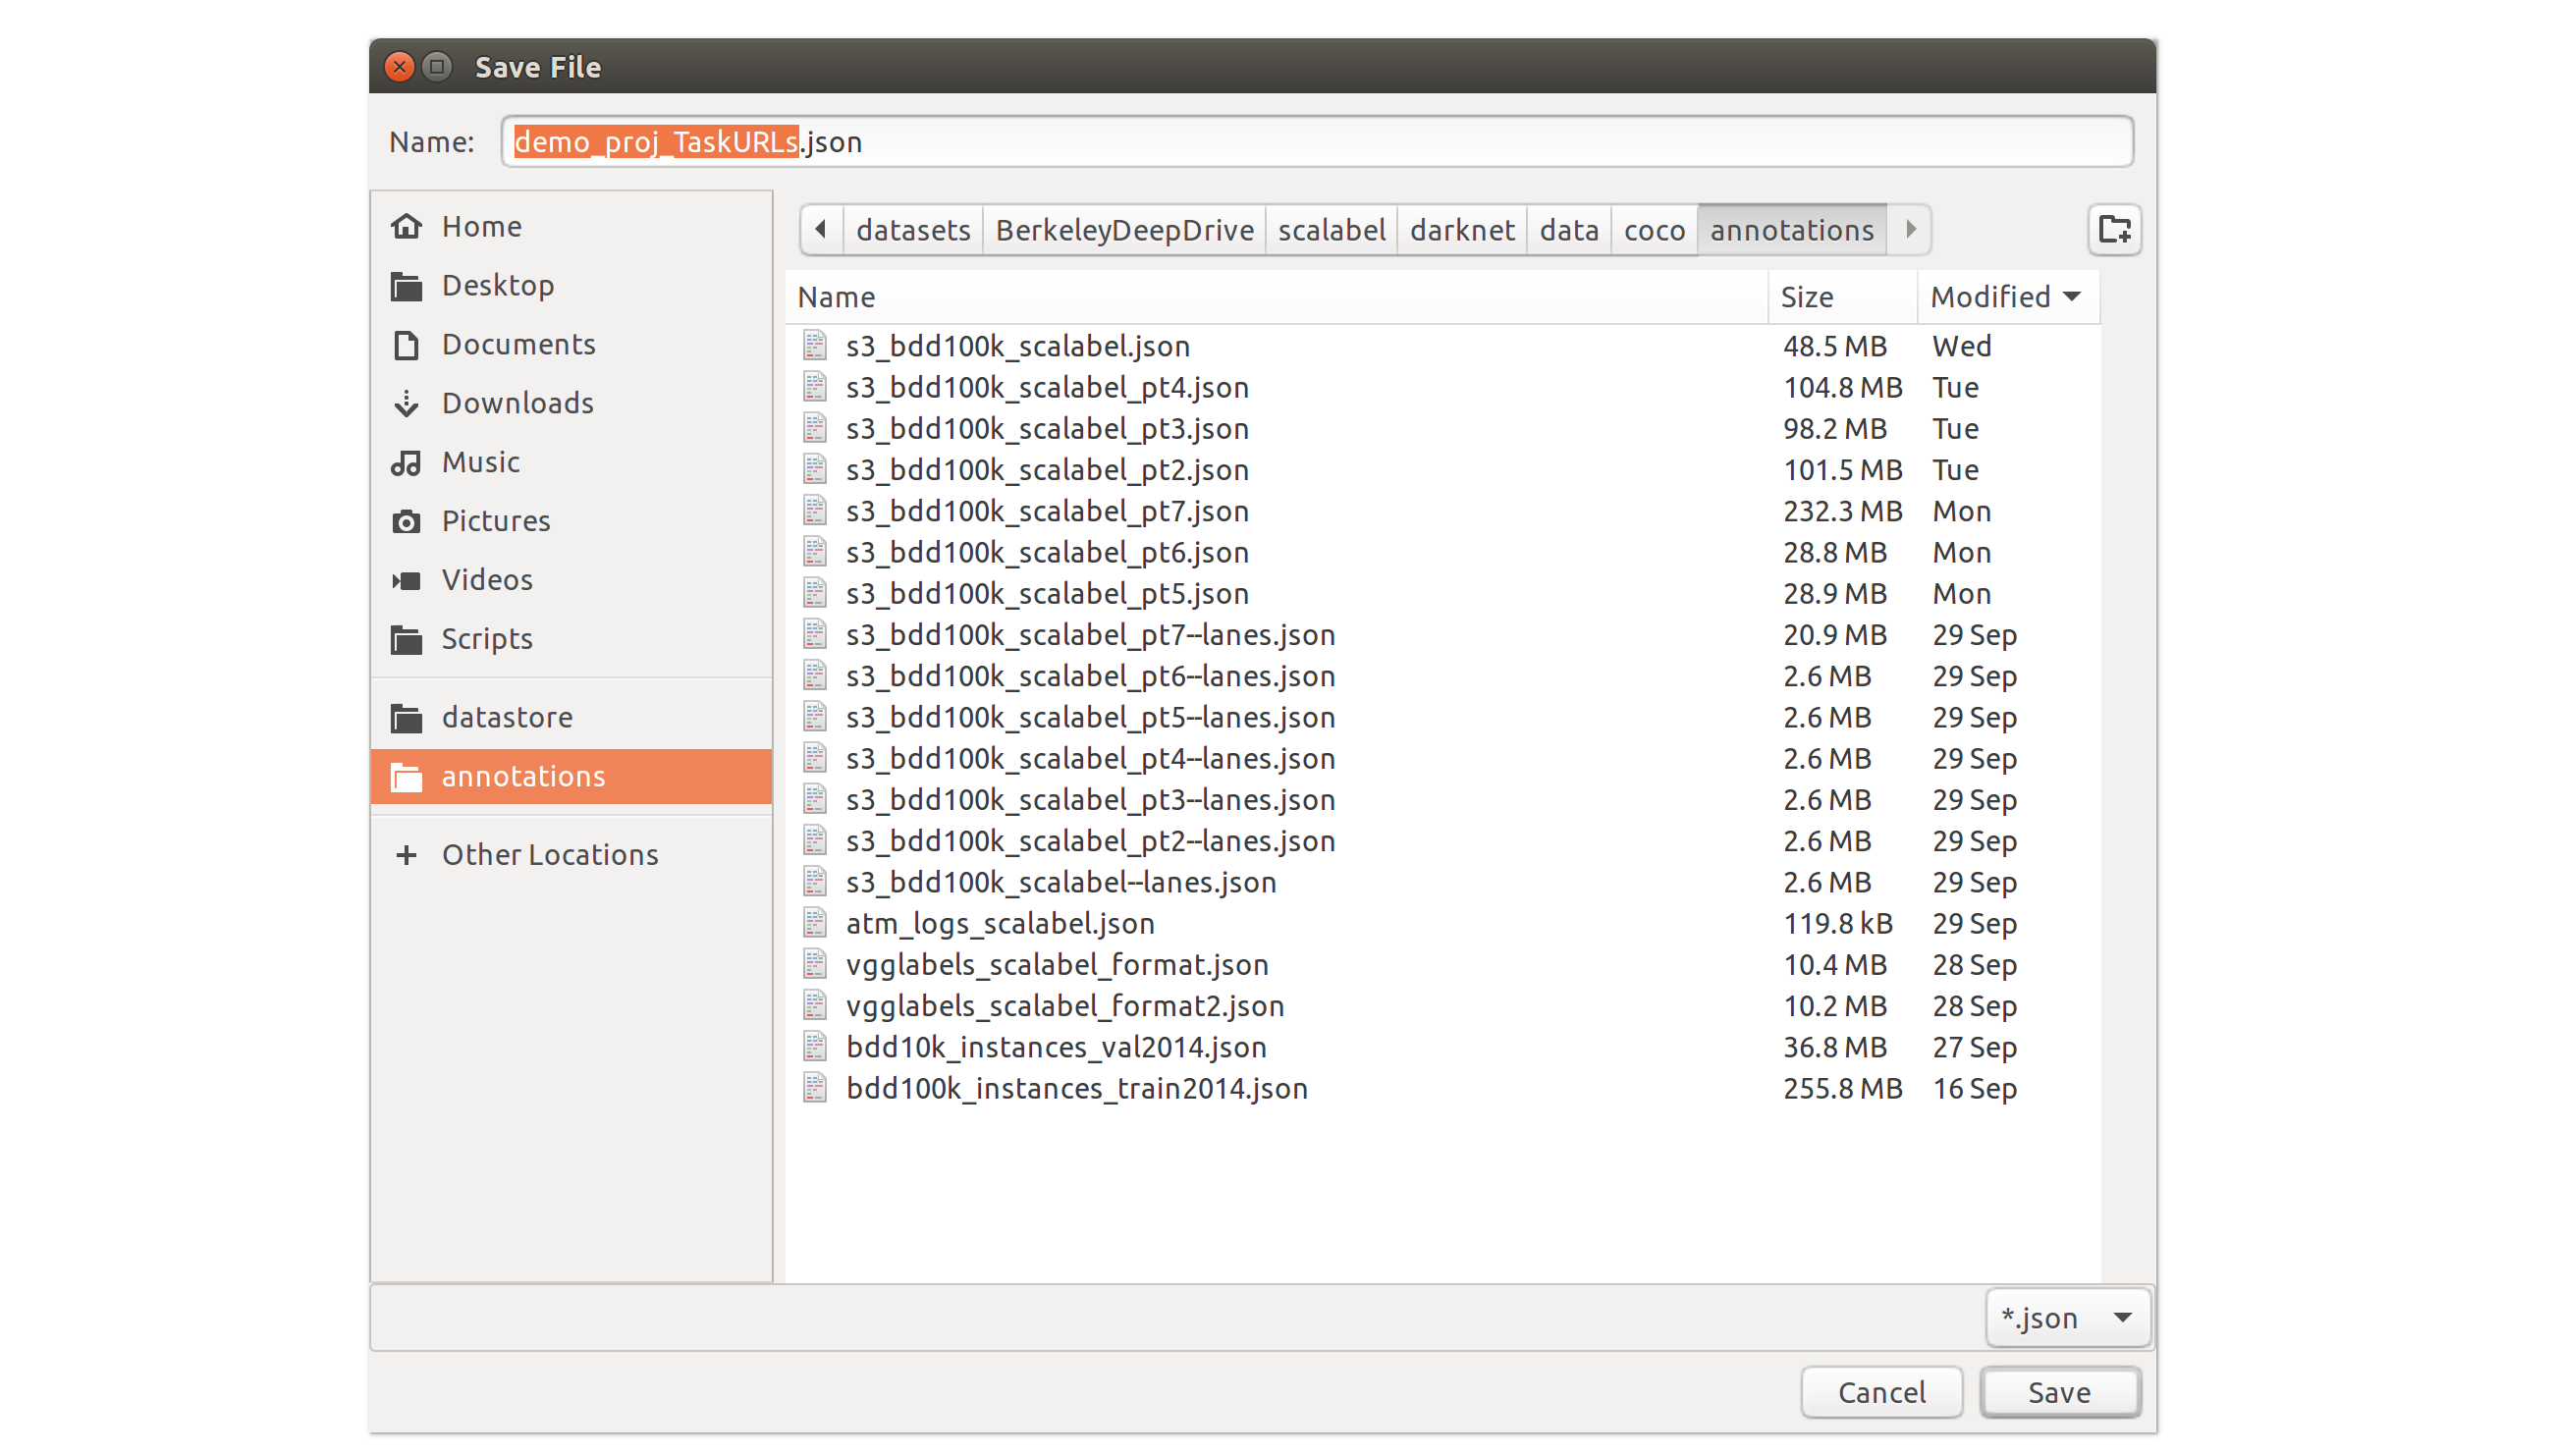 Save File
Name: demo_proj_TaskURLs.json
Home
Desktop
Documents
Downloads
Music
Pictures
Videos
Scripts
datastore
annotations
Other Locations
datasets BerkeleyDeepDrive scalabel darknet data coco annotations
Name Size Modified
s3_bdd100k_scalabel.json 48.5 MB Wed
s3_bdd100k_scalabel_pt4.json 104.8 MB Tue
s3_bdd100k_scalabel_pt3.json 98.2 MB Tue
s3_bdd100k_scalabel_pt2.json 101.5 MB Tue
s3_bdd100k_scalabel_pt7.json 232.3 MB Mon
s3_bdd100k_scalabel_pt6.json 28.8 MB Mon
s3_bdd100k_scalabel_pt5.json 28.9 MB Mon
s3_bdd100k_scalabel_pt7--lanes.json 20.9 MB 29 Sep
s3_bdd100k_scalabel_pt6--lanes.json 2.6 MB 29 Sep
s3_bdd100k_scalabel_pt5--lanes.json 2.6 MB 29 Sep
s3_bdd100k_scalabel_pt4--lanes.json 2.6 MB 29 Sep
s3_bdd100k_scalabel_pt3--lanes.json 2.6 MB 29 Sep
s3_bdd100k_scalabel_pt2--lanes.json 2.6 MB 29 Sep
s3_bdd100k_scalabel--lanes.json 2.6 MB 29 Sep
atm_logs_scalabel.json 119.8 kB 29 Sep
vgglabels_scalabel_format.json 10.4 MB 28 Sep
vgglabels_scalabel_format2.json 10.2 MB 28 Sep
bdd10k_instances_val2014.json 36.8 MB 27 Sep
bdd100k_instances_train2014.json 255.8 MB 16 Sep
*.json
Cancel Save